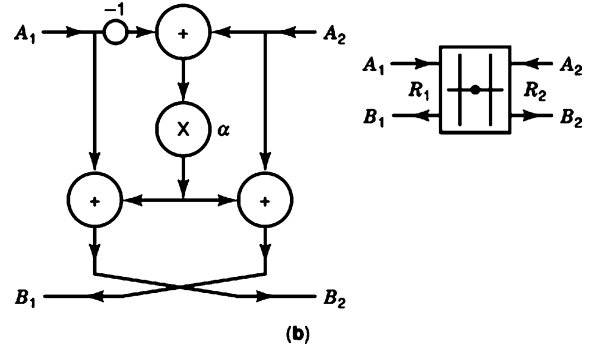 A₁ −1 + A₂
A₁ A₂
R₁ R₂
B₁ B₂
X α
+ +
B₁ B₂
(b)